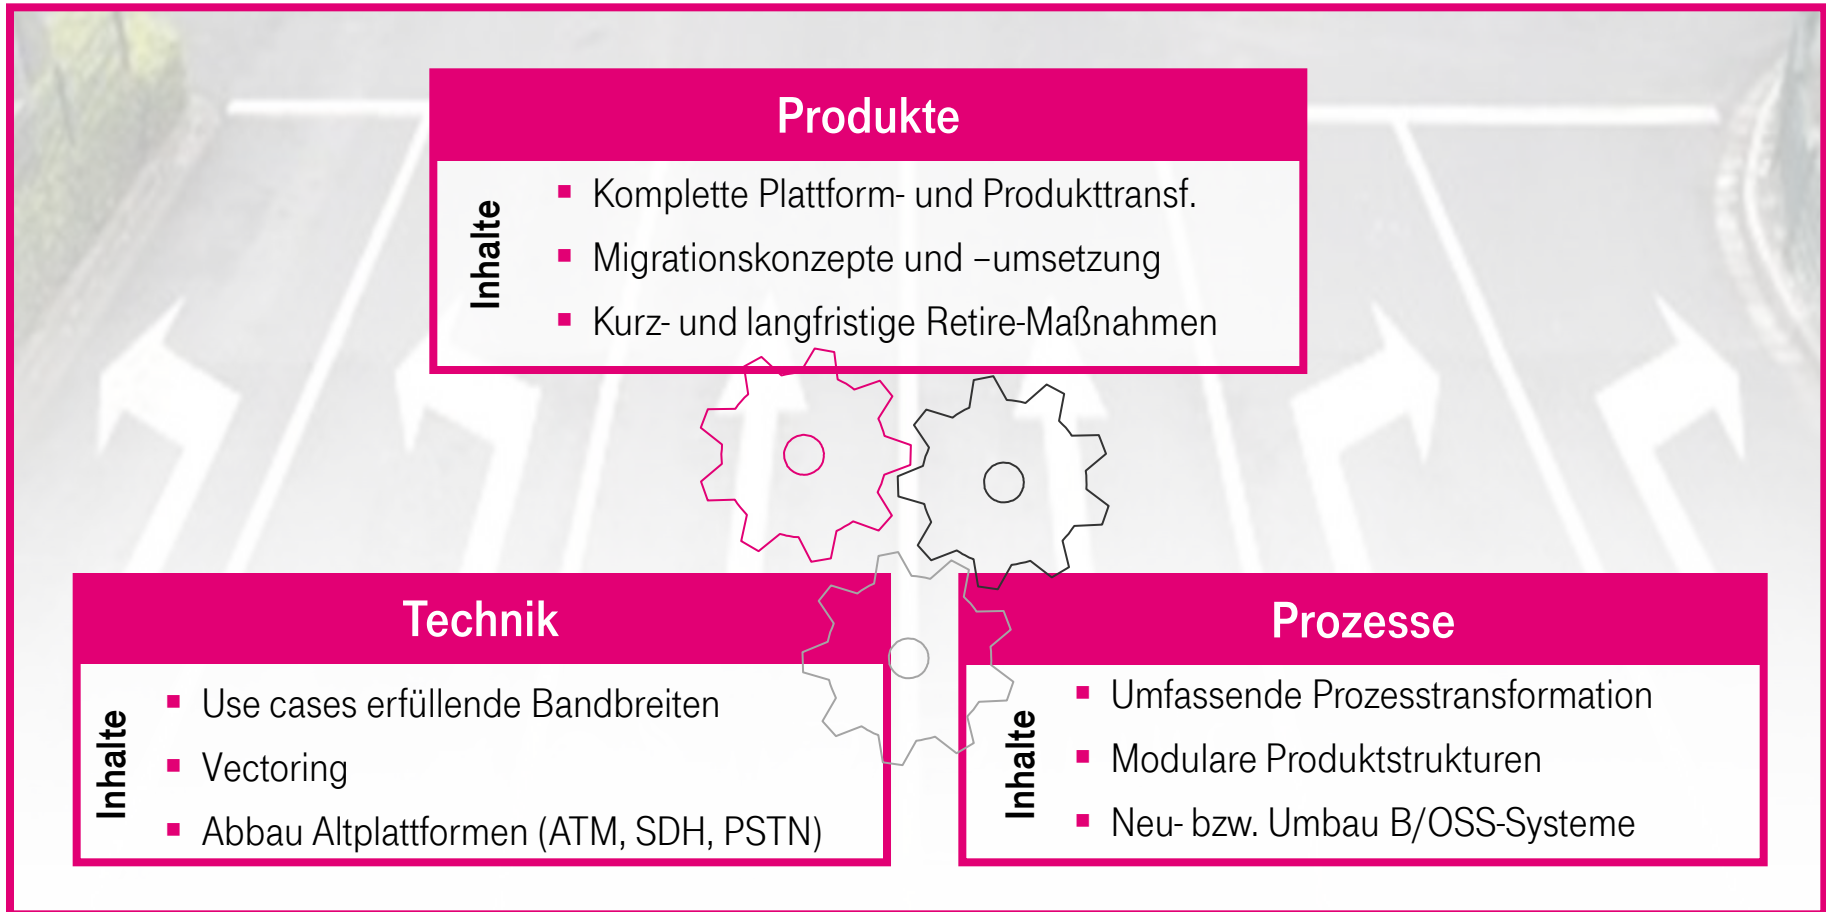 Produkte
Inhalte
Komplette Plattform- und Produkttransf.
Migrationskonzepte und –umsetzung
Kurz- und langfristige Retire-Maßnahmen
Technik
Inhalte
Use cases erfüllende Bandbreiten
Vectoring
Abbau Altplattformen (ATM, SDH, PSTN)
Prozesse
Inhalte
Umfassende Prozesstransformation
Modulare Produktstrukturen
Neu- bzw. Umbau B/OSS-Systeme